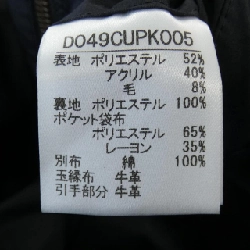 D049CUPK005
表地 ポリエステル 52%
アクリル 40%
毛 8%
裏地 ポリエステル 100%
ポケット袋布
ポリエステル 65%
レーヨン 35%
別布 綿 100%
玉縁布 牛革
引手部分 牛革